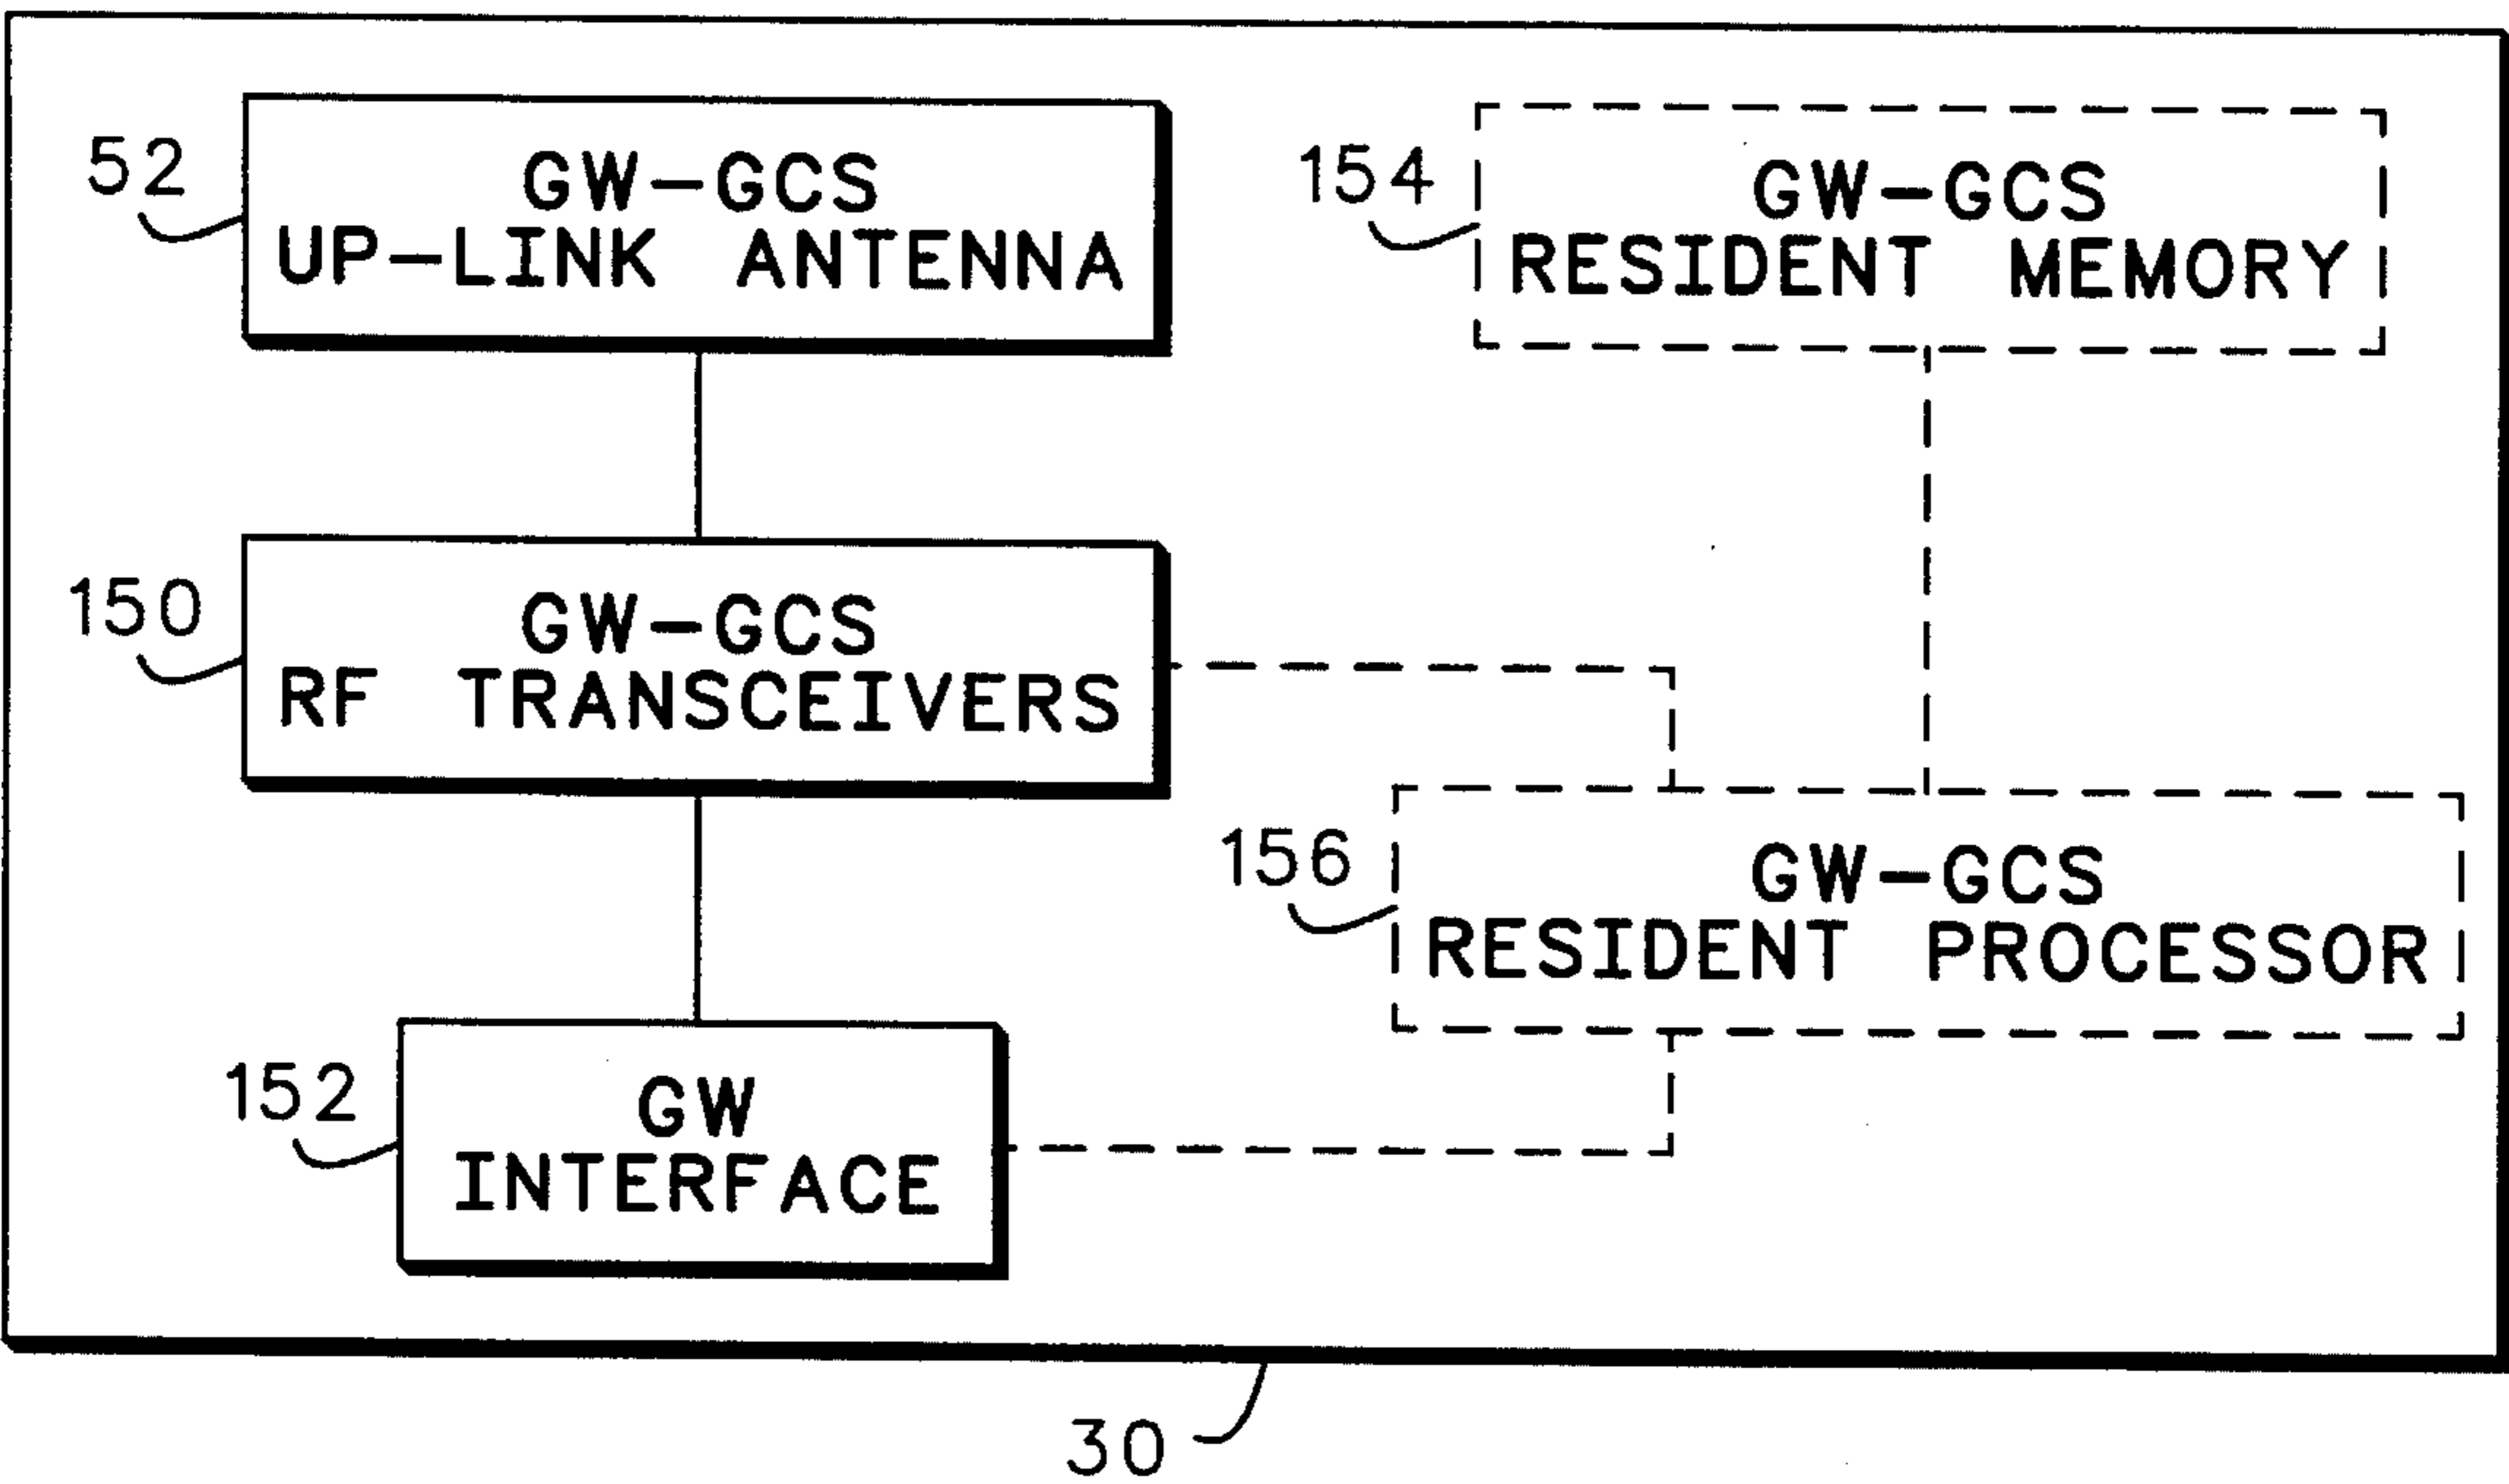 52
GW-GCS
UP-LINK ANTENNA
154
GW-GCS
RESIDENT MEMORY
150
GW-GCS
RF TRANSCEIVERS
156
GW-GCS
RESIDENT PROCESSOR
152
GW
INTERFACE
30